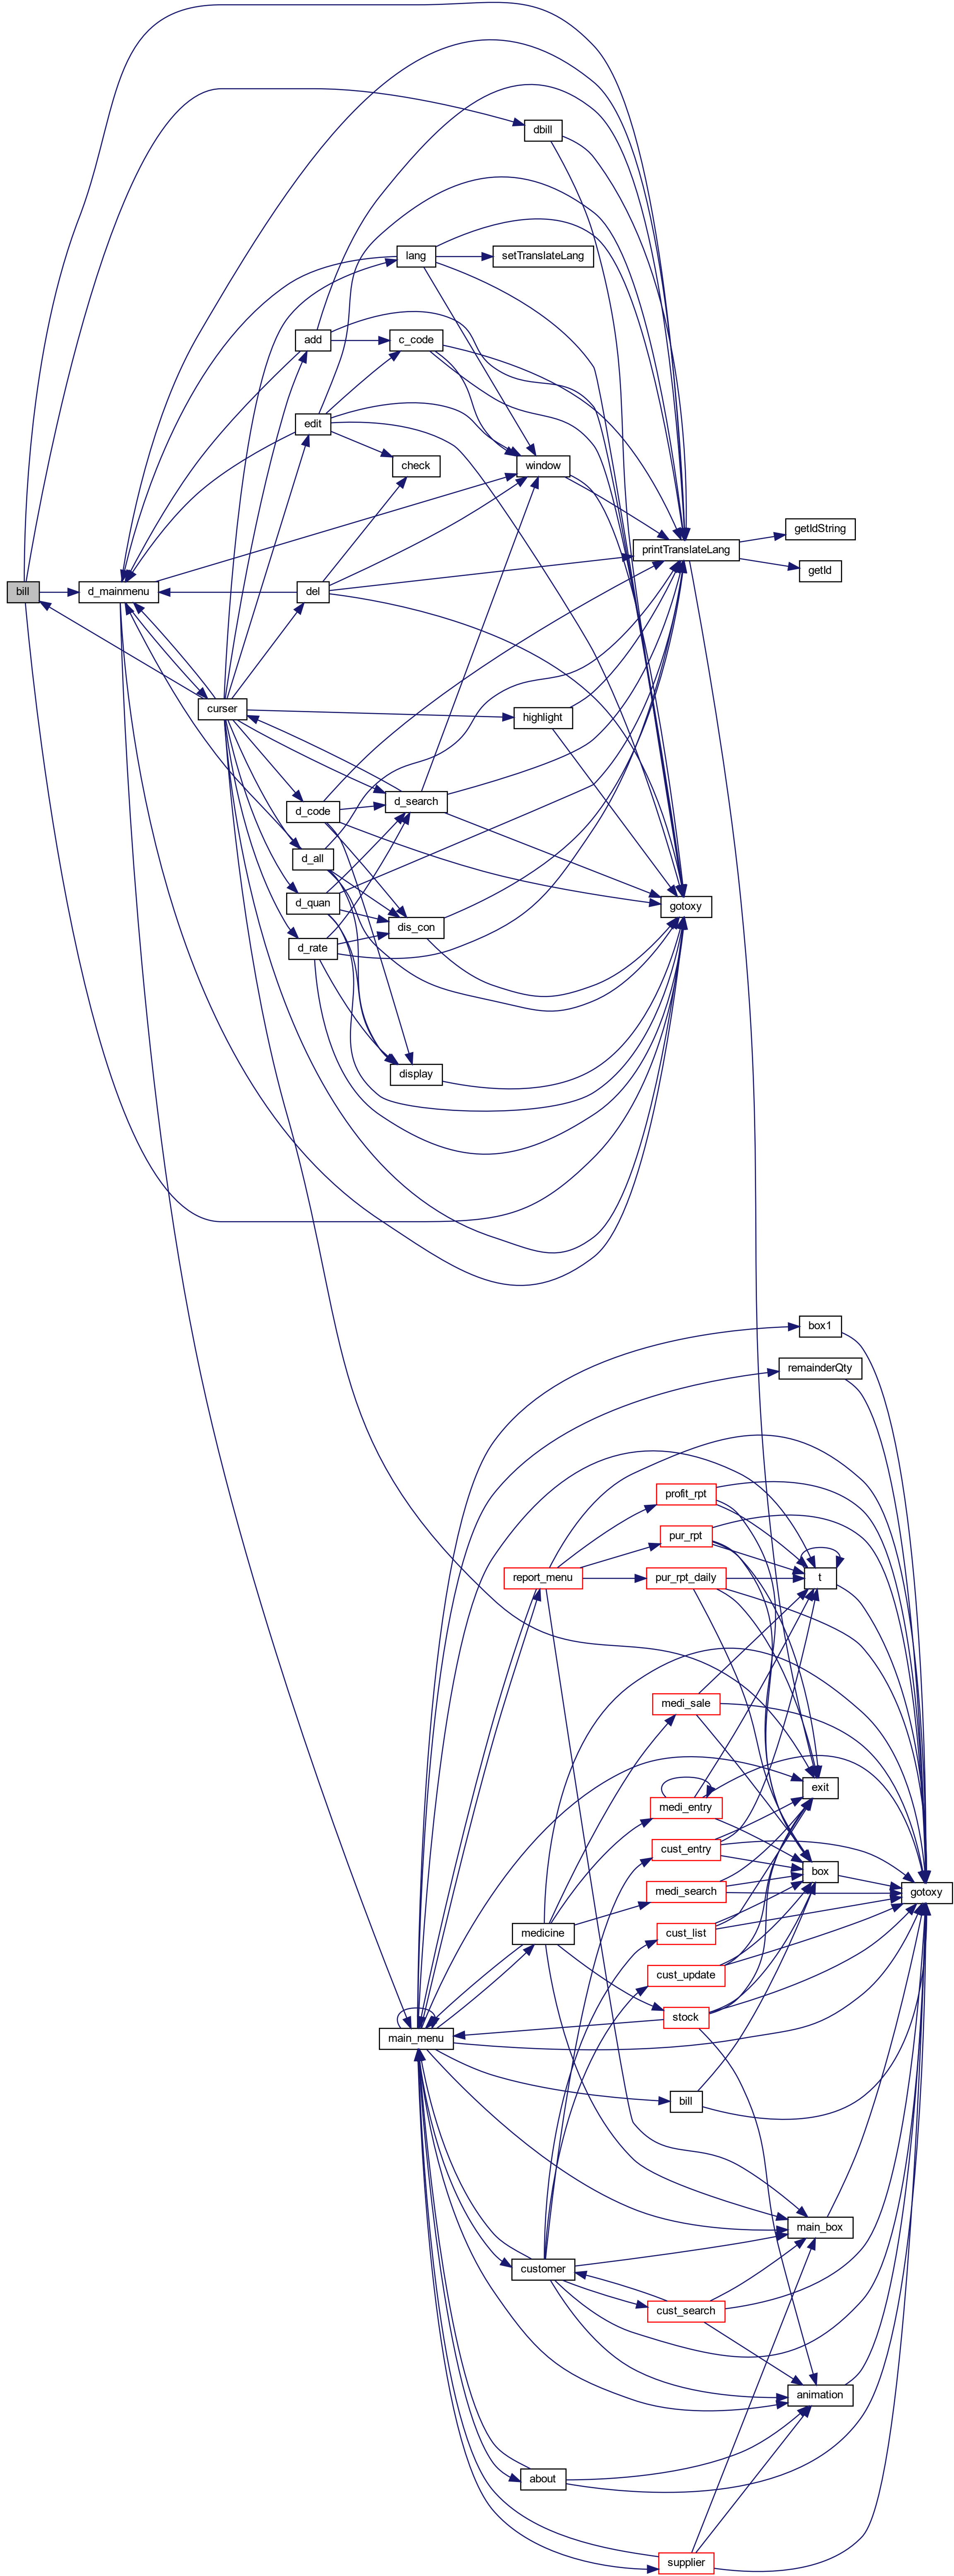 dbill
lang
setTranslateLang
add
c_code
edit
check
window
getIdString
printTranslateLang
getId
bill
d_mainmenu
del
curser
highlight
d_search
d_code
d_all
d_quan
gotoxy
dis_con
d_rate
display
box1
remainderQty
profit_rpt
pur_rpt
report_menu
pur_rpt_daily
t
medi_sale
exit
medi_entry
cust_entry
box
medi_search
gotoxy
medicine
cust_list
cust_update
stock
main_menu
bill
main_box
customer
cust_search
animation
about
supplier